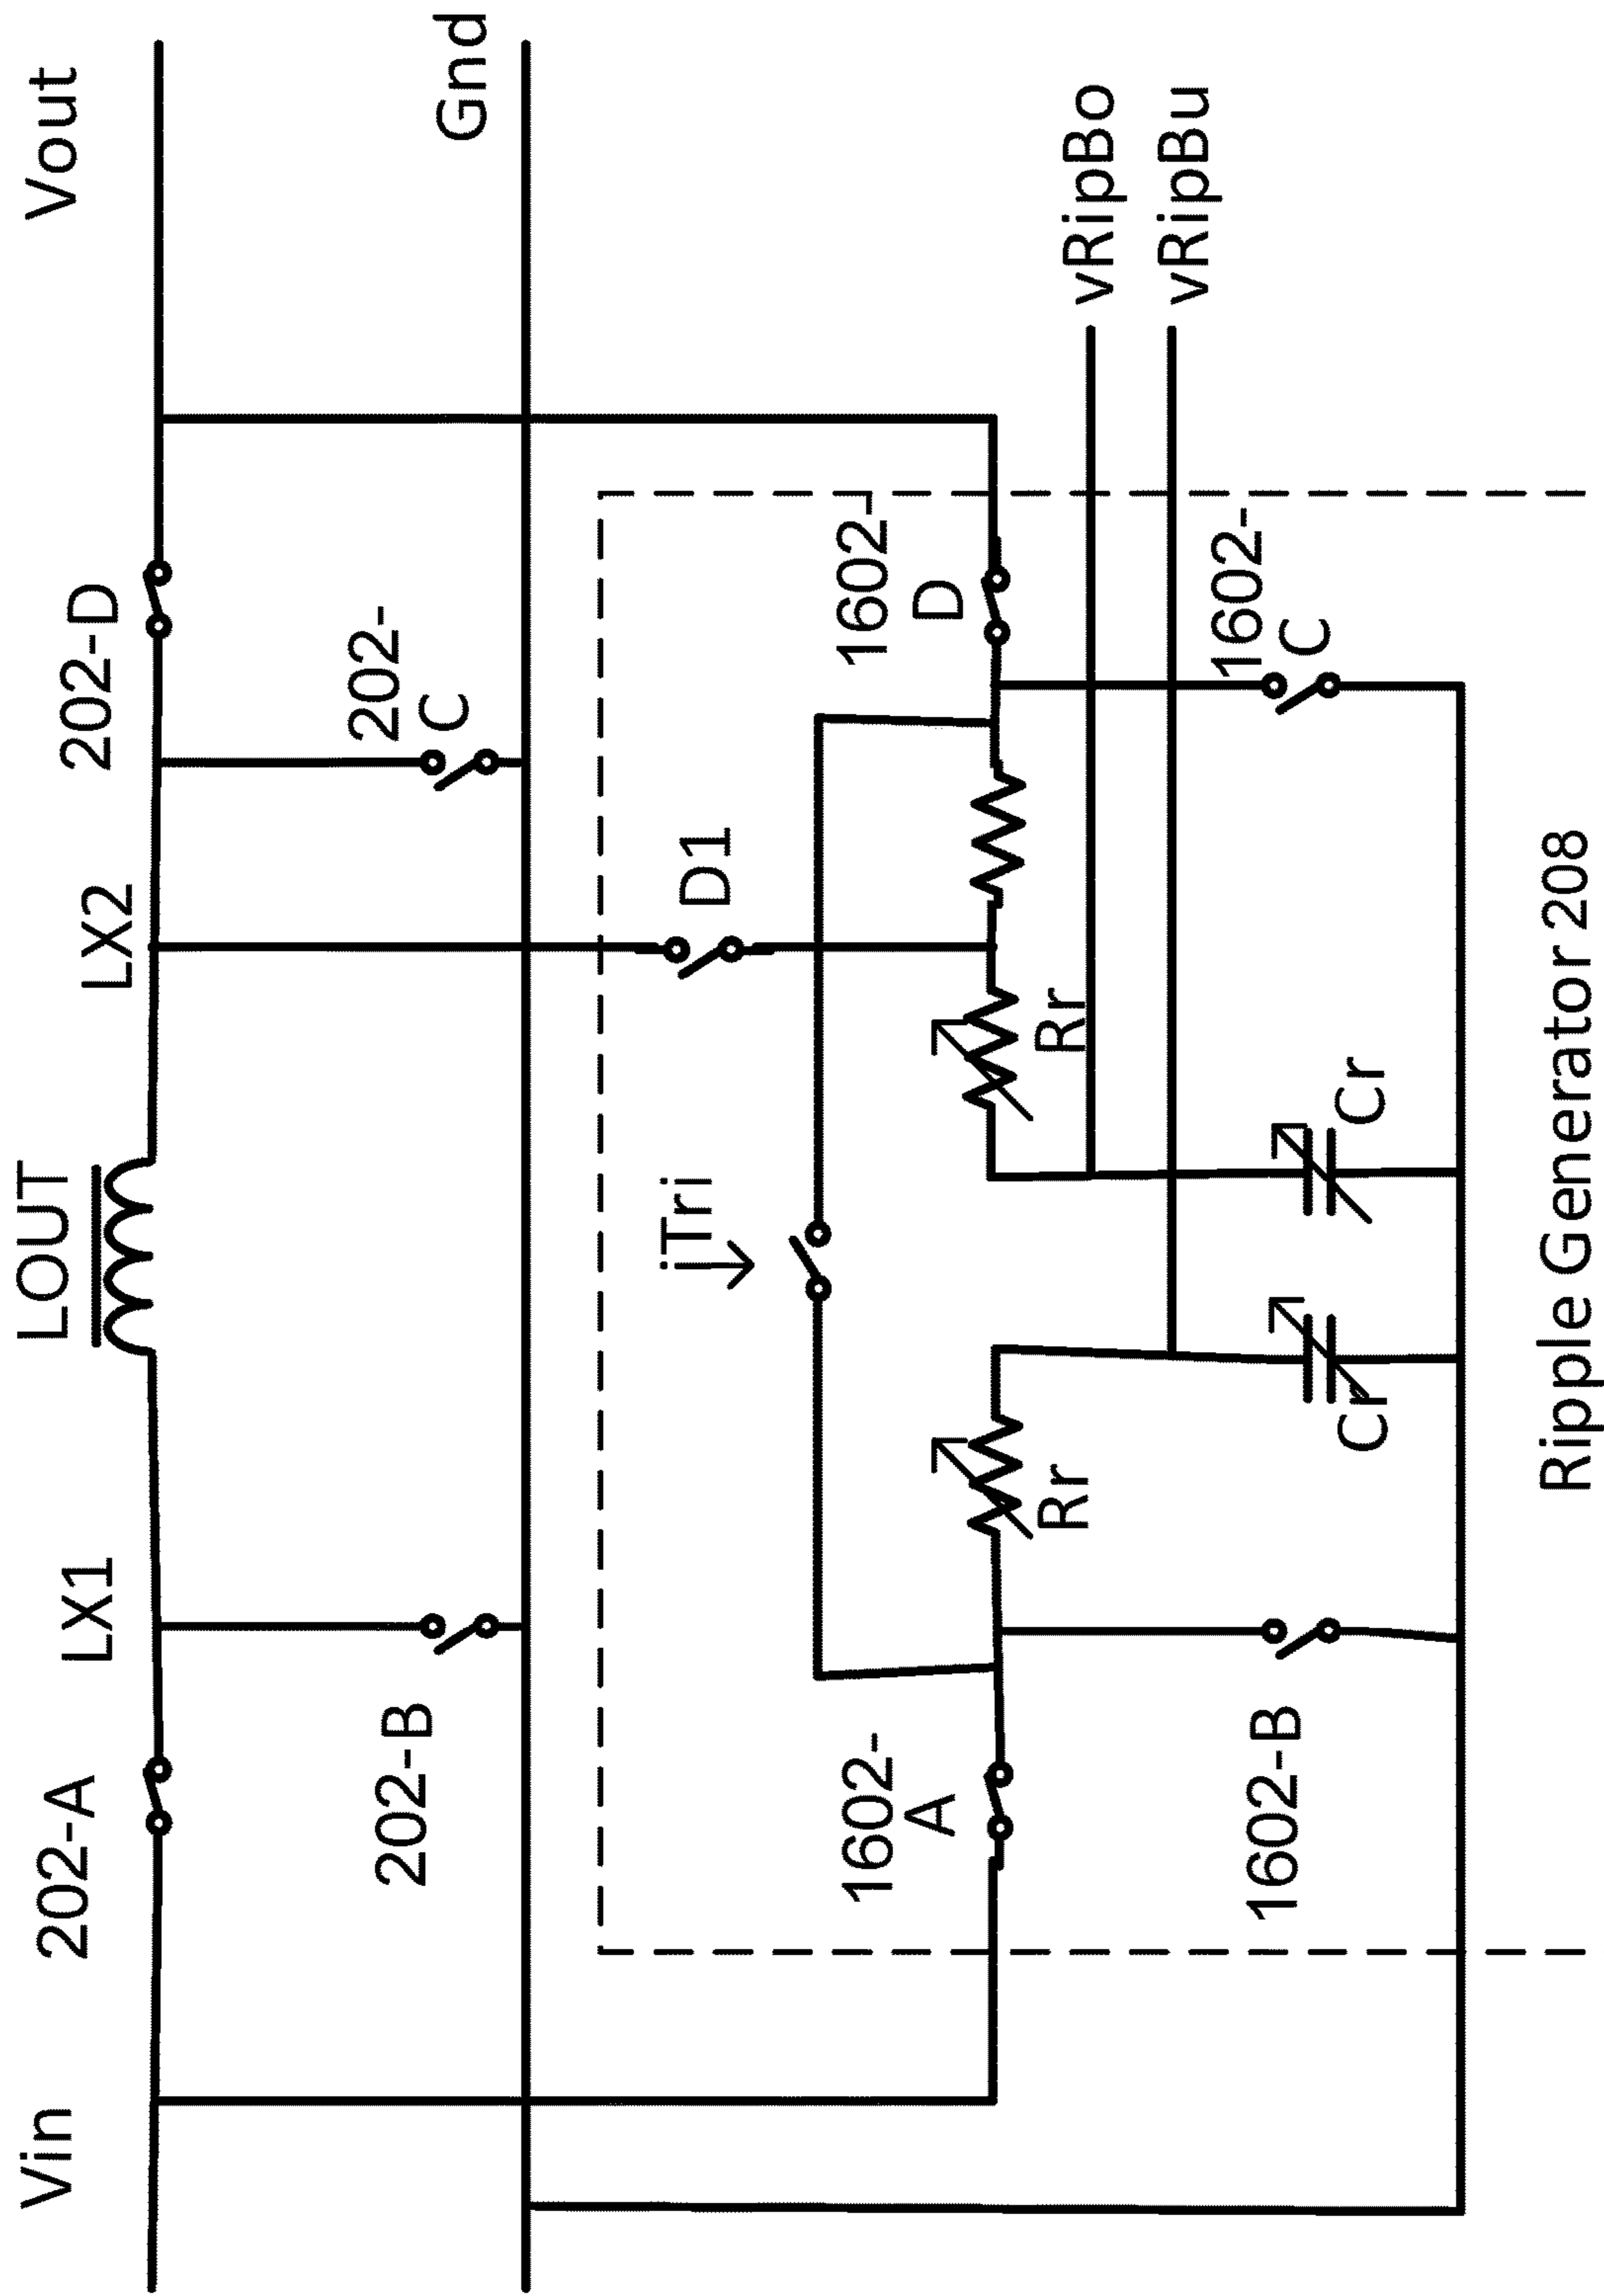 Vin
202-A
LX1
LOUT
LX2
202-D
Vout
202-B
202-
C
Gnd
iTri
D1
1602-
A
1602-
D
Rr
Rr
vRipBo
vRipBu
1602-B
Cr
Cr
1602-
C
Ripple Generator 208